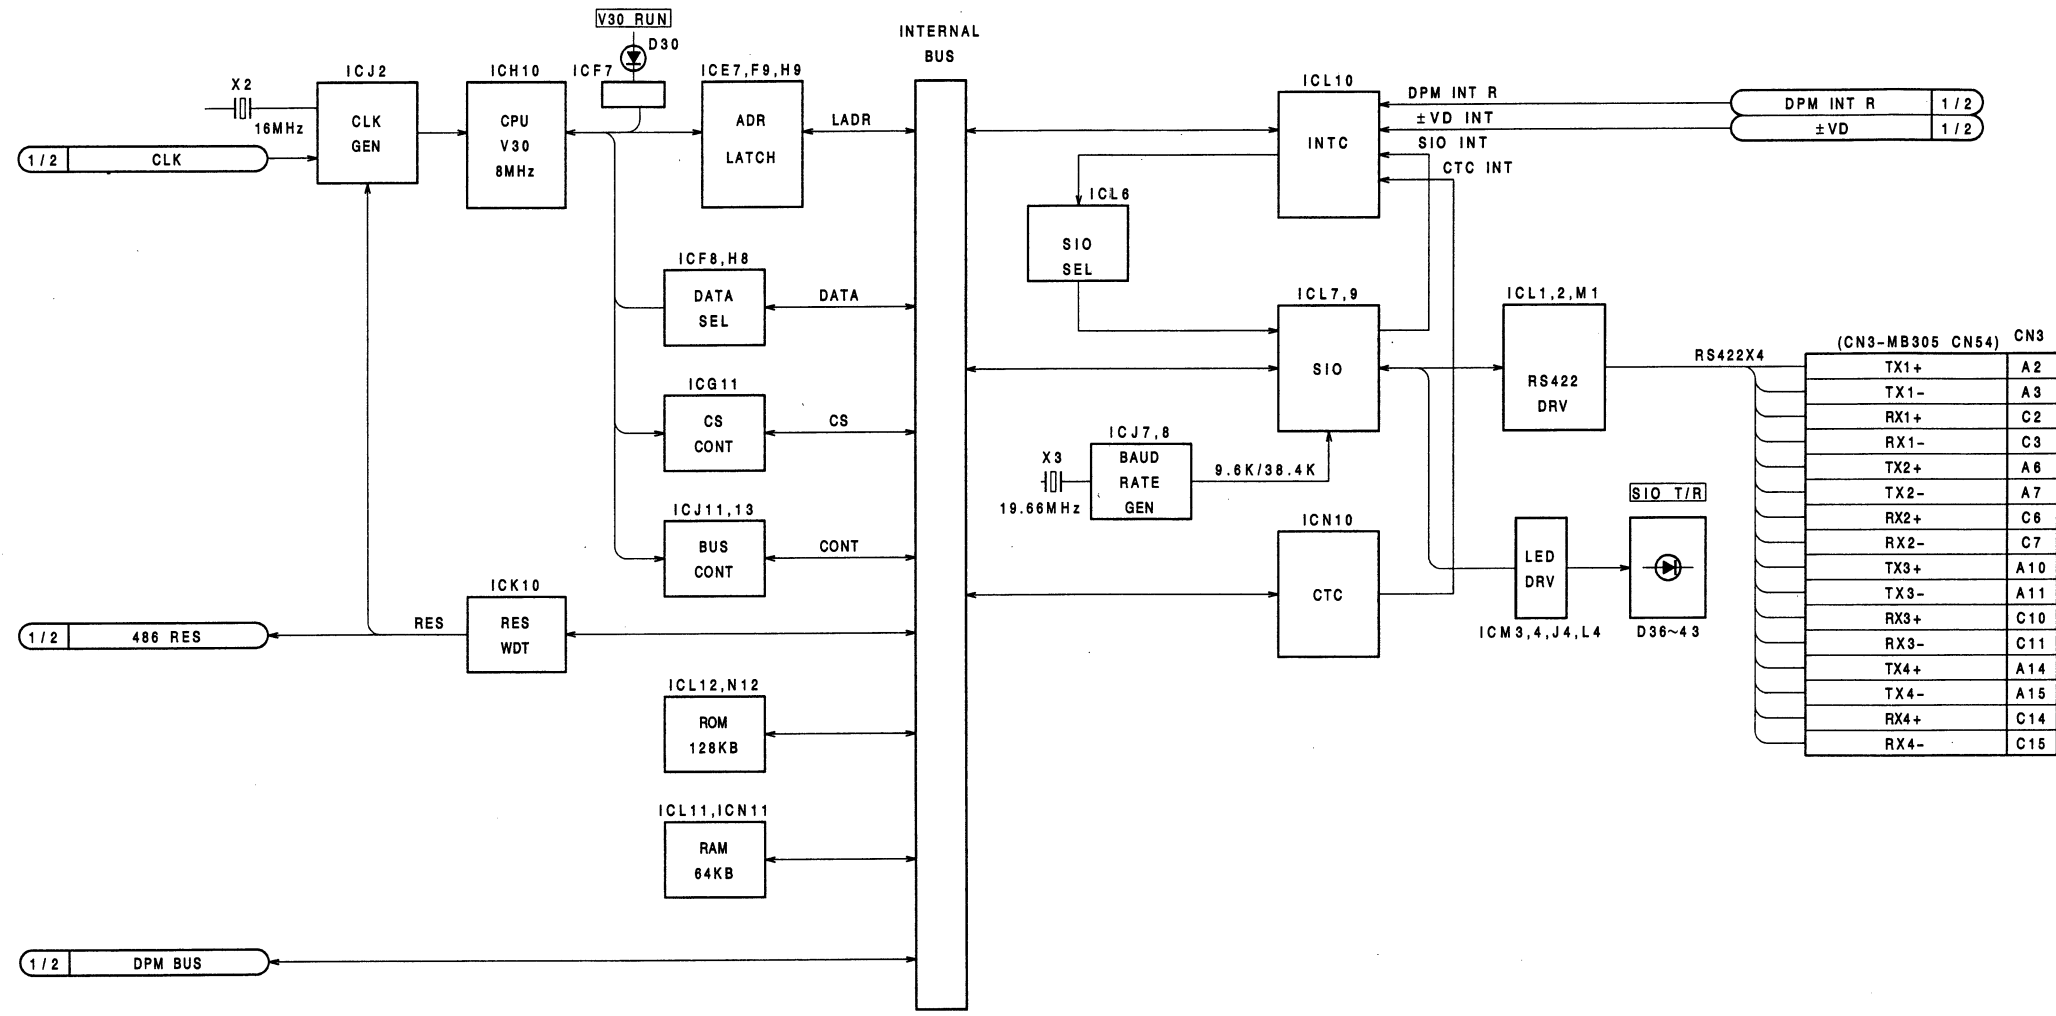 V30 RUN
D30
ICF7
INTERNAL
BUS
X2
16MHz
ICJ2
CLK
GEN
1/2 CLK
ICH10
CPU
V30
8MHz
ICE7,F9,H9
ADR
LATCH
LADR
ICF8,H8
DATA
SEL
DATA
ICG11
CS
CONT
CS
ICJ11,13
BUS
CONT
CONT
ICK10
RES
WDT
RES
1/2 486 RES
ICL12,N12
ROM
128KB
ICL11,ICN11
RAM
64KB
1/2 DPM BUS
ICL10
INTC
DPM INT R
±VD INT
SIO INT
CTC INT
DPM INT R 1/2
±VD 1/2
ICL6
SIO
SEL
ICL7,9
SIO
ICL1,2,M1
RS422
DRV
RS422X4
X3
19.66MHz
ICJ7,8
BAUD
RATE
GEN
9.6K/38.4K
ICN10
CTC
LED
DRV
ICM3,4,J4,L4
SIO T/R
D36~43
(CN3-MB305 CN54) CN3
TX1+ A2
TX1- A3
RX1+ C2
RX1- C3
TX2+ A6
TX2- A7
RX2+ C6
RX2- C7
TX3+ A10
TX3- A11
RX3+ C10
RX3- C11
TX4+ A14
TX4- A15
RX4+ C14
RX4- C15